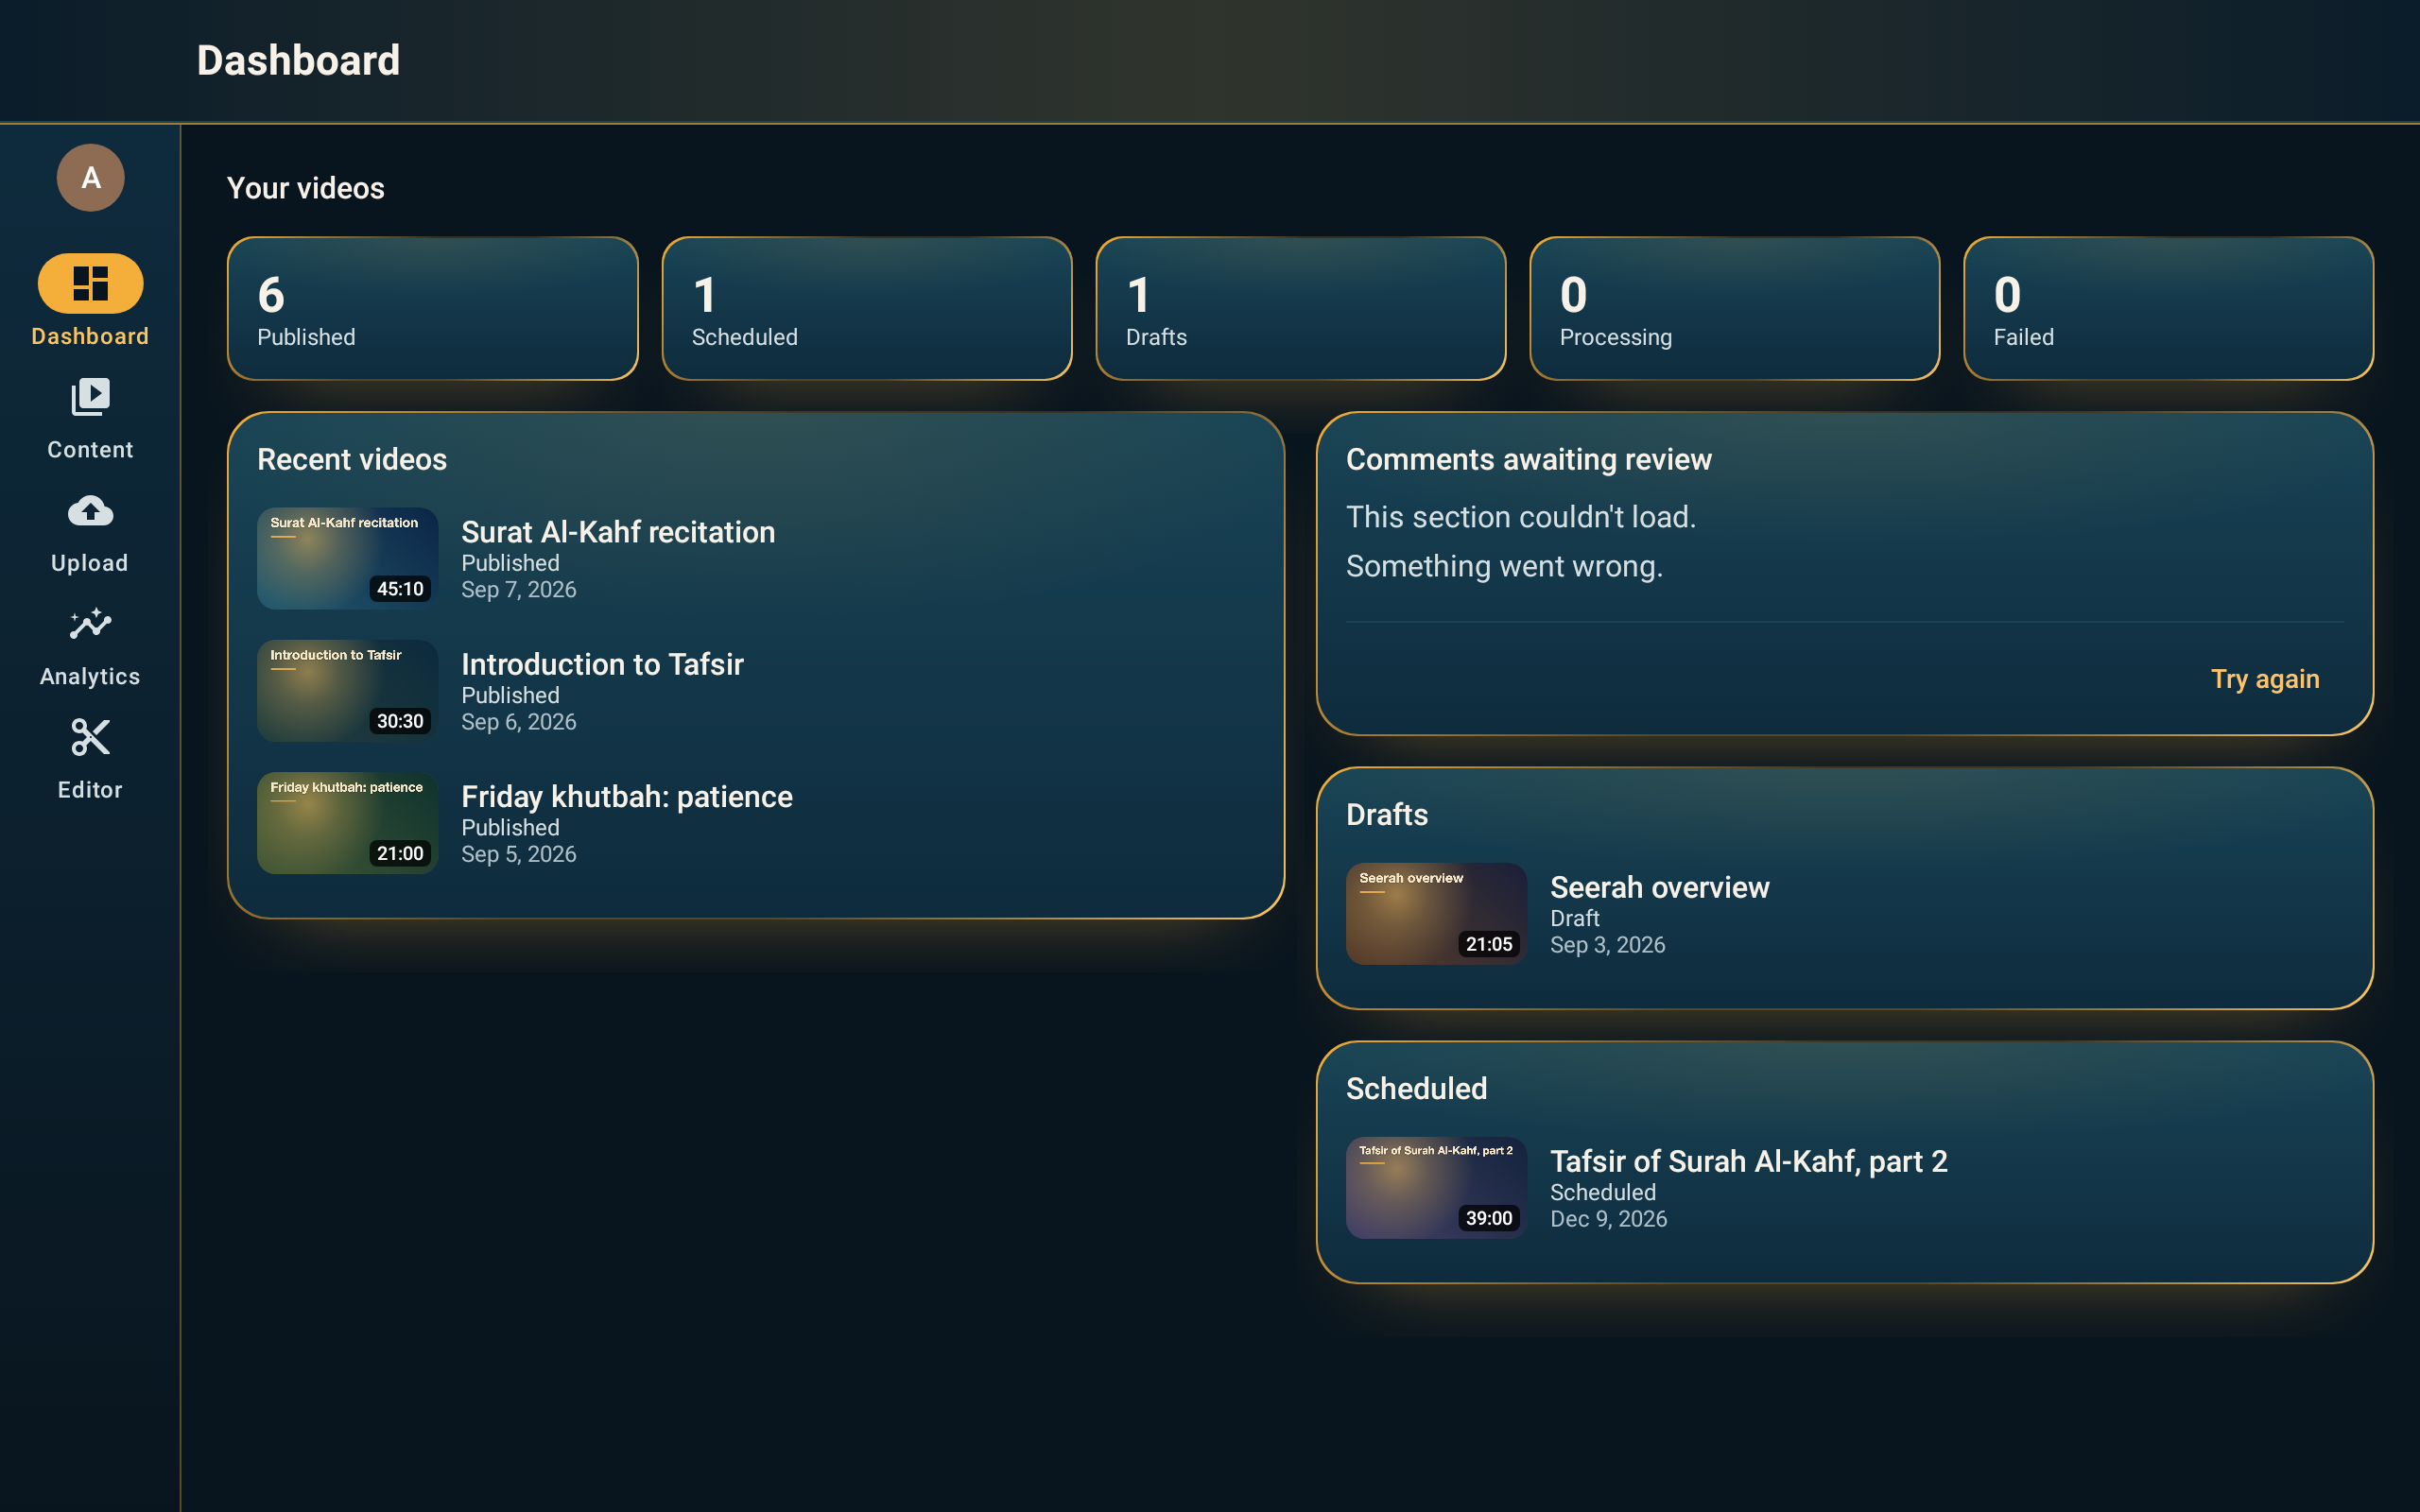 Dashboard
A
Dashboard
Content
Upload
Analytics
Editor
Your videos
6
Published
1
Scheduled
1
Drafts
0
Processing
0
Failed
Recent videos
Surat Al-Kahf recitation
45:10
Surat Al-Kahf recitation
Published
Sep 7, 2026
Introduction to Tafsir
30:30
Introduction to Tafsir
Published
Sep 6, 2026
Friday khutbah: patience
21:00
Friday khutbah: patience
Published
Sep 5, 2026
Comments awaiting review
This section couldn't load.
Something went wrong.
Try again
Drafts
Seerah overview
21:05
Seerah overview
Draft
Sep 3, 2026
Scheduled
Tafsir of Surah Al-Kahf, part 2
39:00
Tafsir of Surah Al-Kahf, part 2
Scheduled
Dec 9, 2026